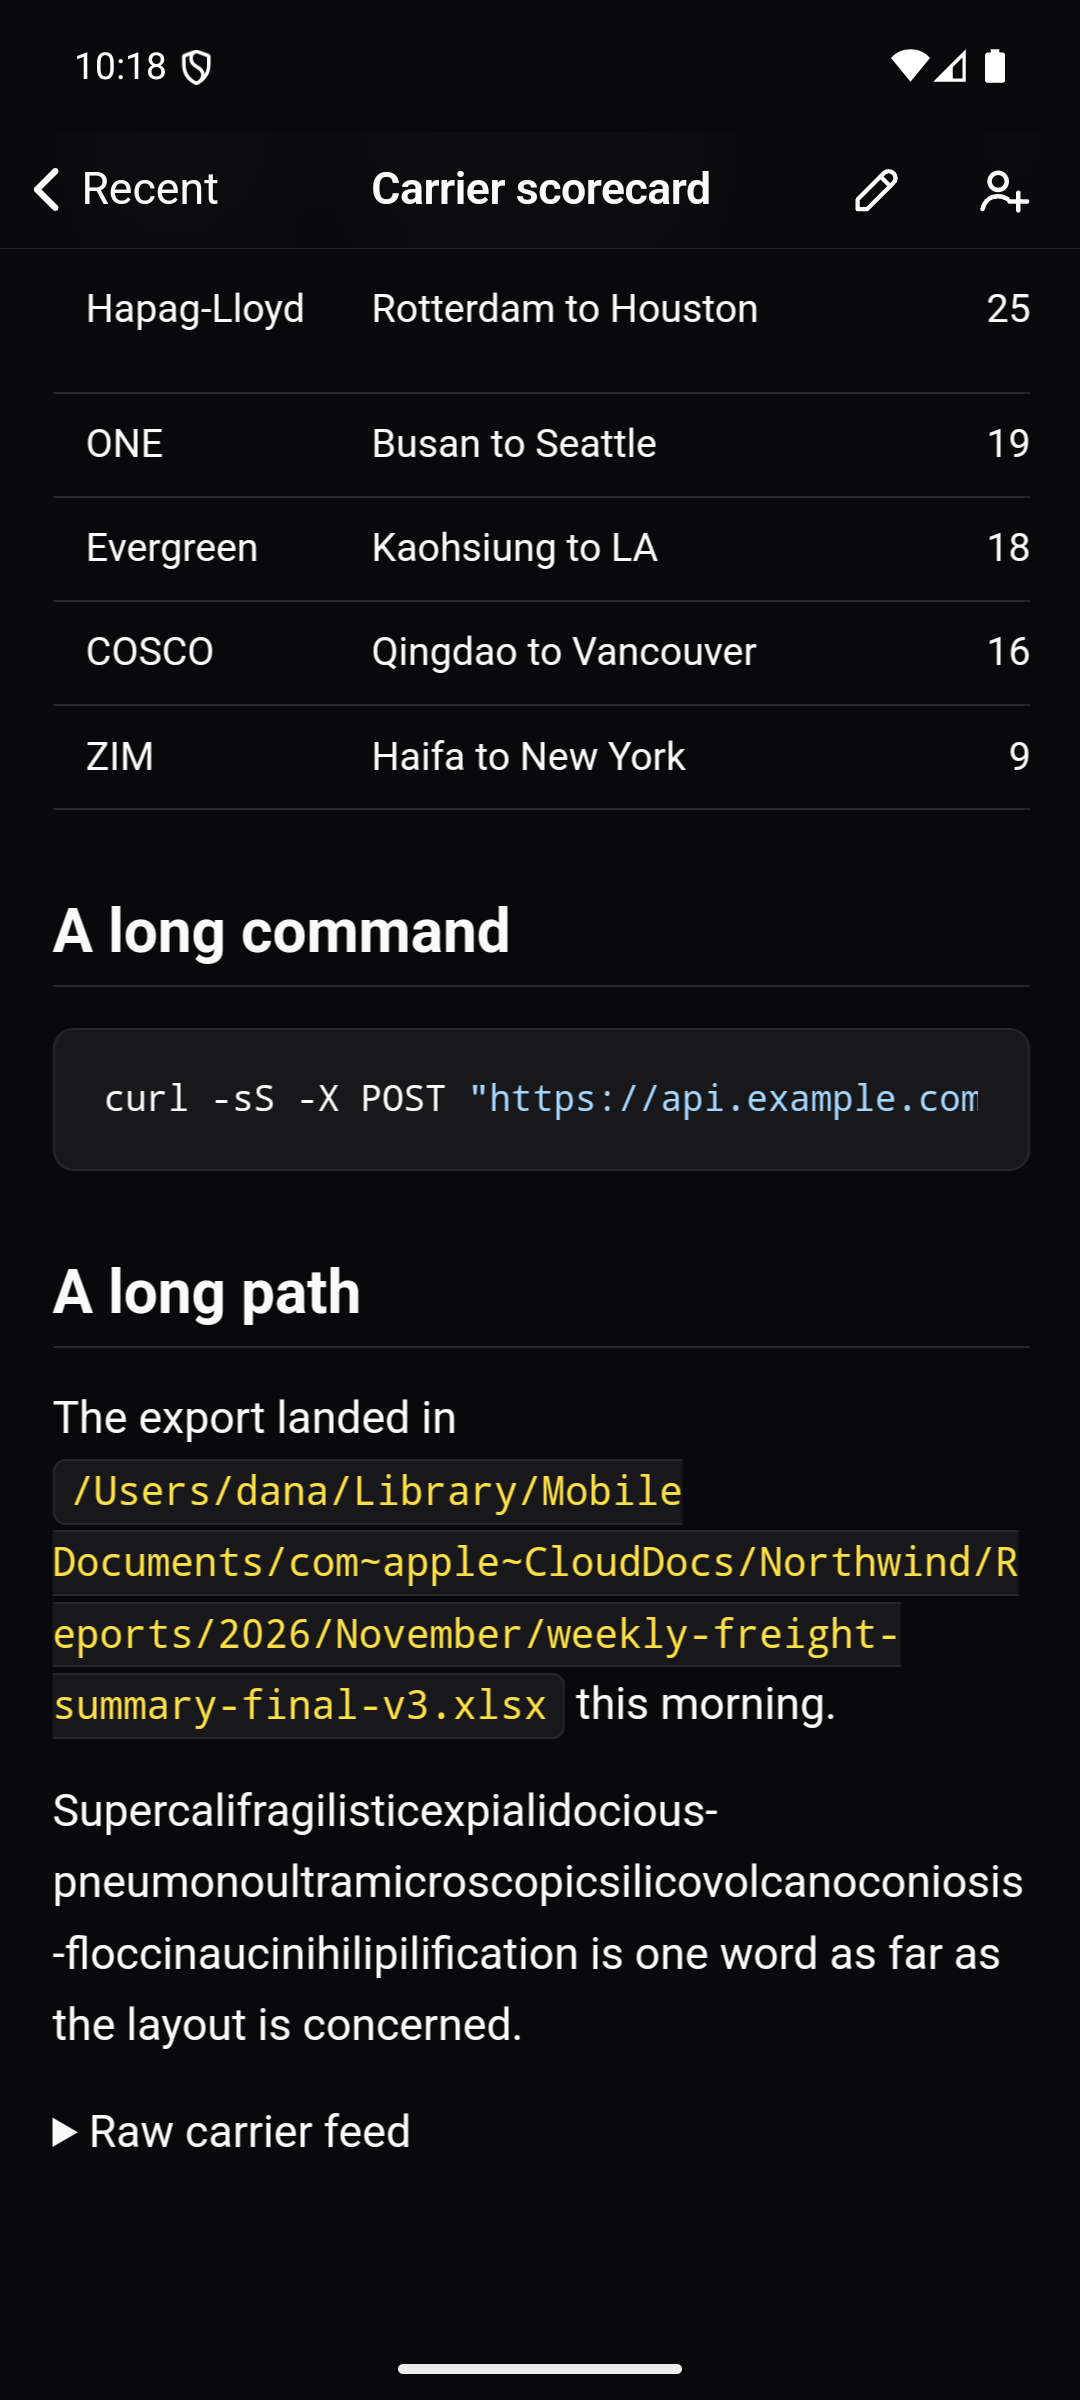 10:18
Recent Carrier scorecard
Hapag-Lloyd Rotterdam to Houston 25
ONE Busan to Seattle 19
Evergreen Kaohsiung to LA 18
COSCO Qingdao to Vancouver 16
ZIM Haifa to New York 9
A long command
curl -sS -X POST "https://api.example.com
A long path
The export landed in
/Users/dana/Library/Mobile
Documents/com~apple~CloudDocs/Northwind/R
eports/2026/November/weekly-freight-
summary-final-v3.xlsx this morning.
Supercalifragilisticexpialidocious-
pneumonoultramicroscopicsilicovolcanoconiosis
-floccinaucinihilipilification is one word as far as
the layout is concerned.
Raw carrier feed